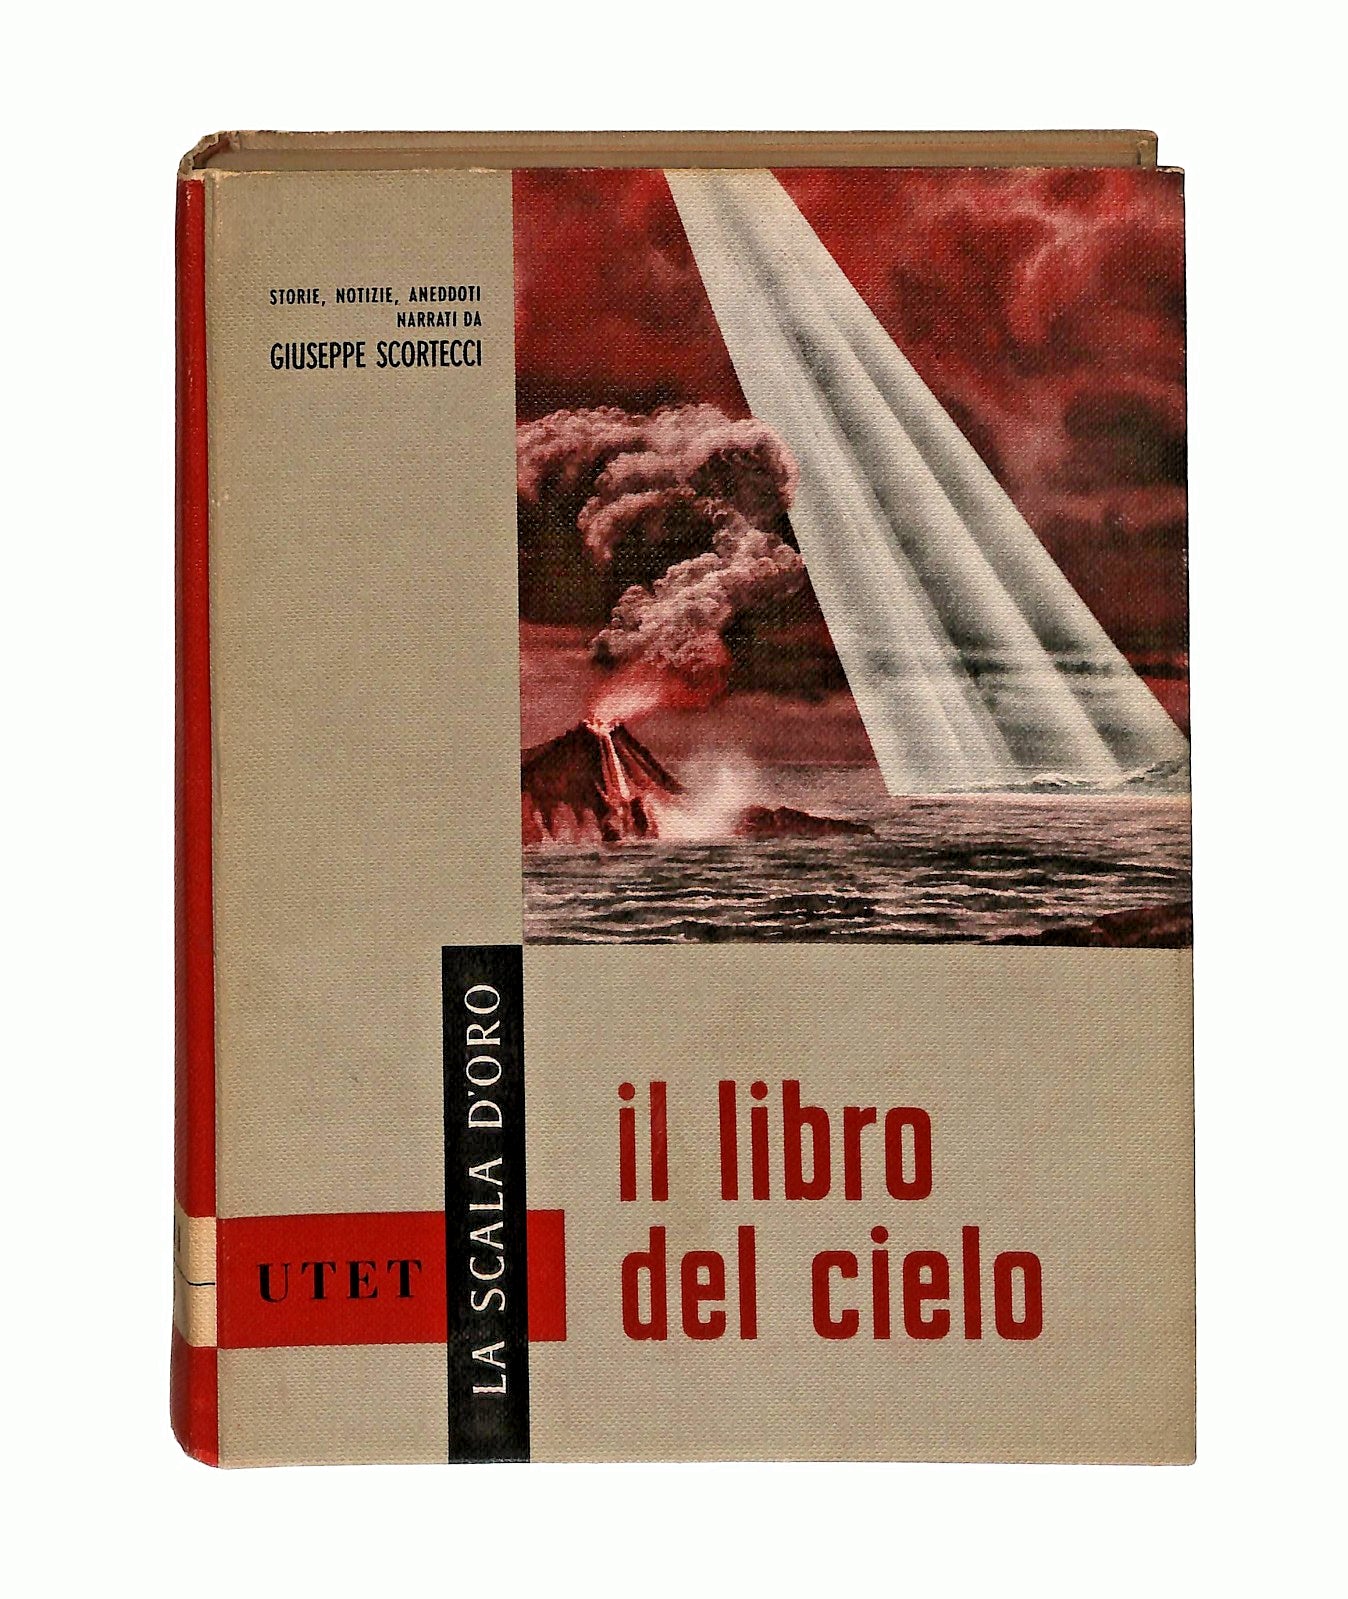 STORIE, NOTIZIE, ANEDDOTI
NARRATI DA
GIUSEPPE SCORTECCI
LA SCALA D'ORO
UTET
il libro
del cielo